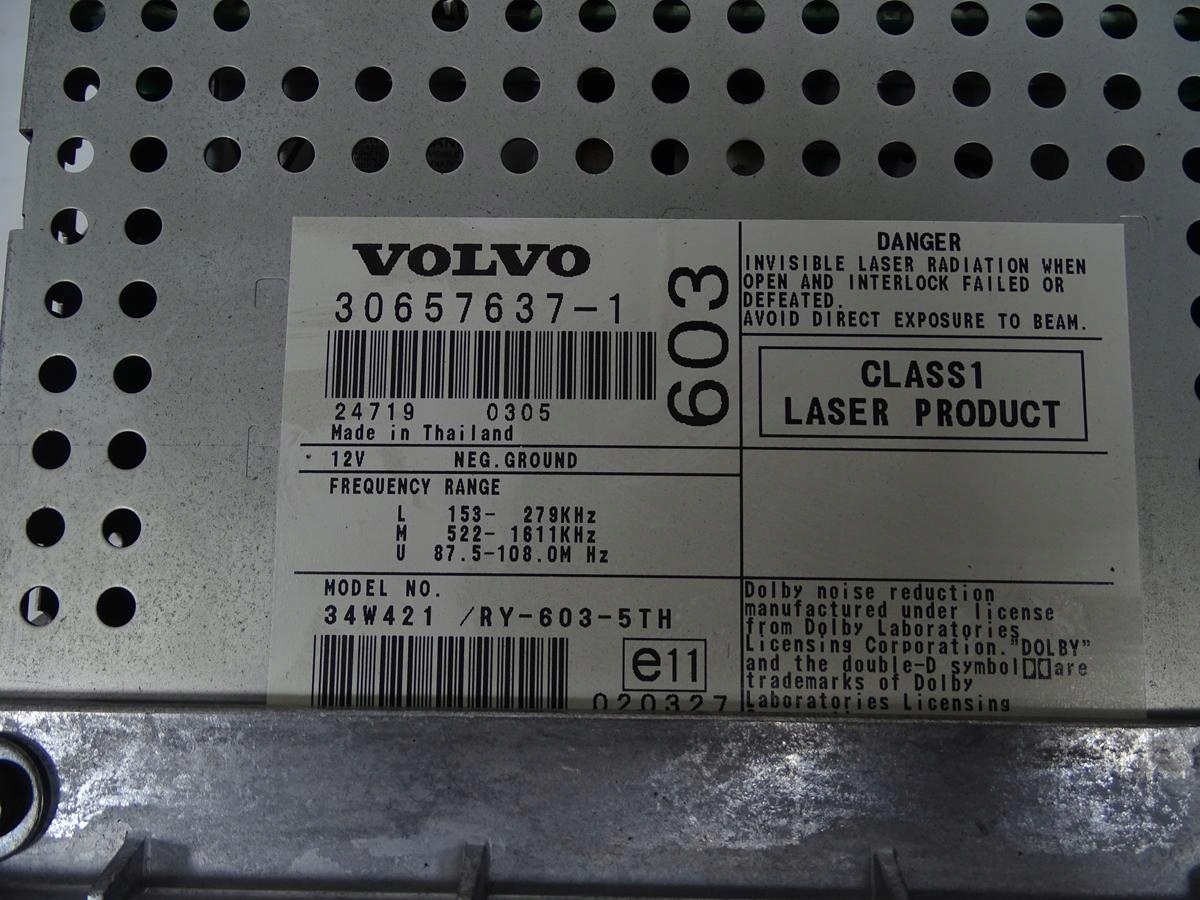 VOLVO
30657637-1
603
24719 0305
Made in Thailand
12V NEG.GROUND
FREQUENCY RANGE
L 153- 279KHz
M 522- 1611KHz
U 87.5-108.0M Hz
MODEL NO.
34W421 /RY-603-5TH
e11
020327
DANGER
INVISIBLE LASER RADIATION WHEN
OPEN AND INTERLOCK FAILED OR
DEFEATED.
AVOID DIRECT EXPOSURE TO BEAM.
CLASS1
LASER PRODUCT
Dolby noise reduction
manufactured under license
from Dolby Laboratories
Licensing Corporation."DOLBY"
and the double-D symbol are
trademarks of Dolby
Laboratories Licensing